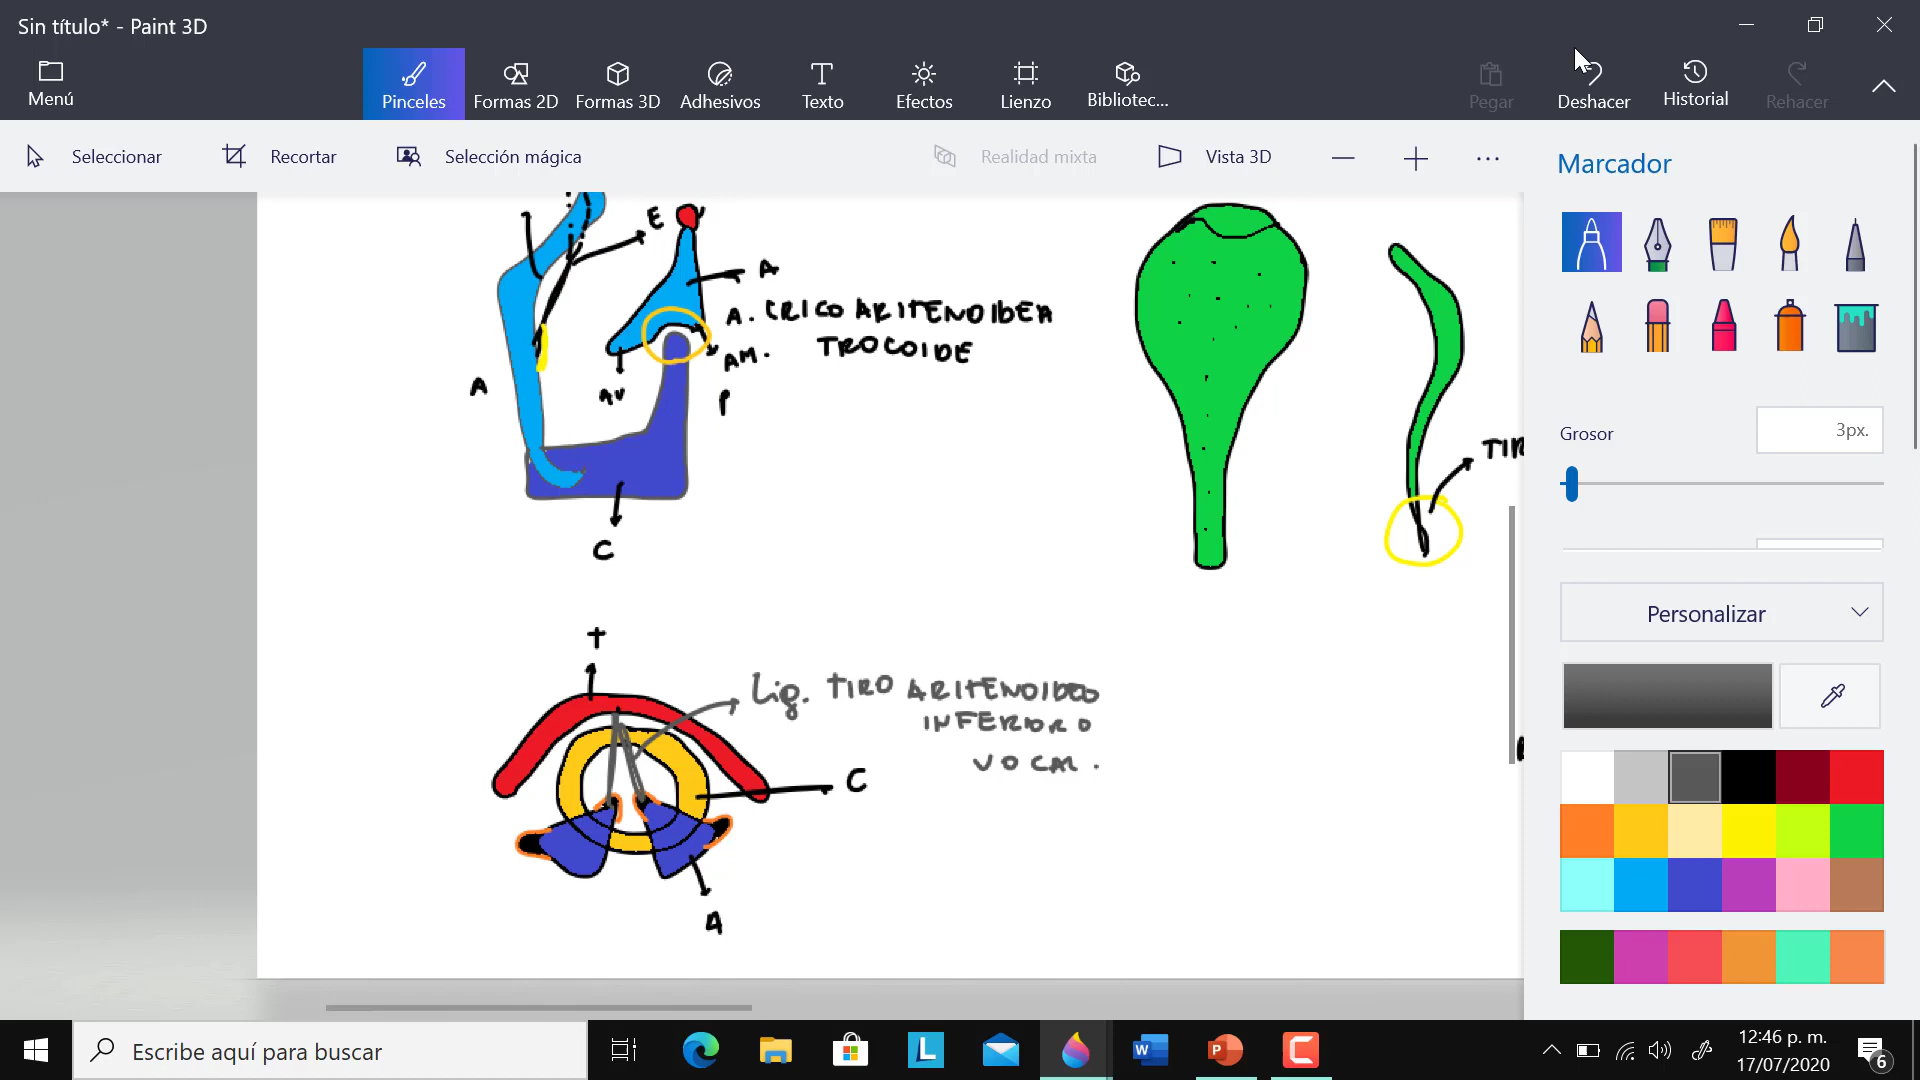 Sin título* - Paint 3D
Menú
Pinceles
Formas 2D
Formas 3D
Adhesivos
Texto
Efectos
Lienzo
Bibliotec...
Pegar
Deshacer
Historial
Rehacer
Seleccionar
Recortar
Selección mágica
Realidad mixta
Vista 3D
Marcador
Grosor
3px.
Personalizar
E
A
A. CRICO ARITENOIDEA
TROCOIDE
AM.
AV
A
P
C
TIR
T
Lig. TIRO ARITENOIDEO
INFERIOR O
VOCAL.
C
A
Escribe aquí para buscar
12:46 p. m.
17/07/2020
6